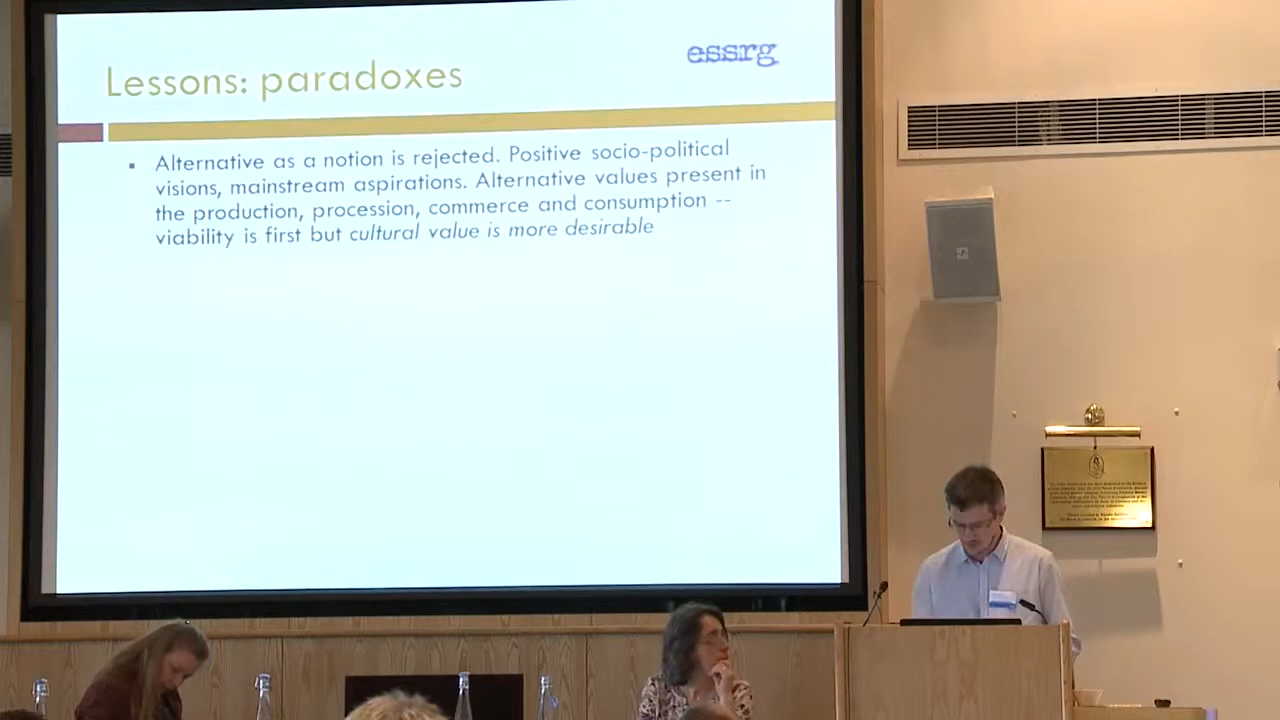 essrg
Lessons: paradoxes
Alternative as a notion is rejected. Positive socio-political
visions, mainstream aspirations. Alternative values present in
the production, procession, commerce and consumption --
viability is first but cultural value is more desirable